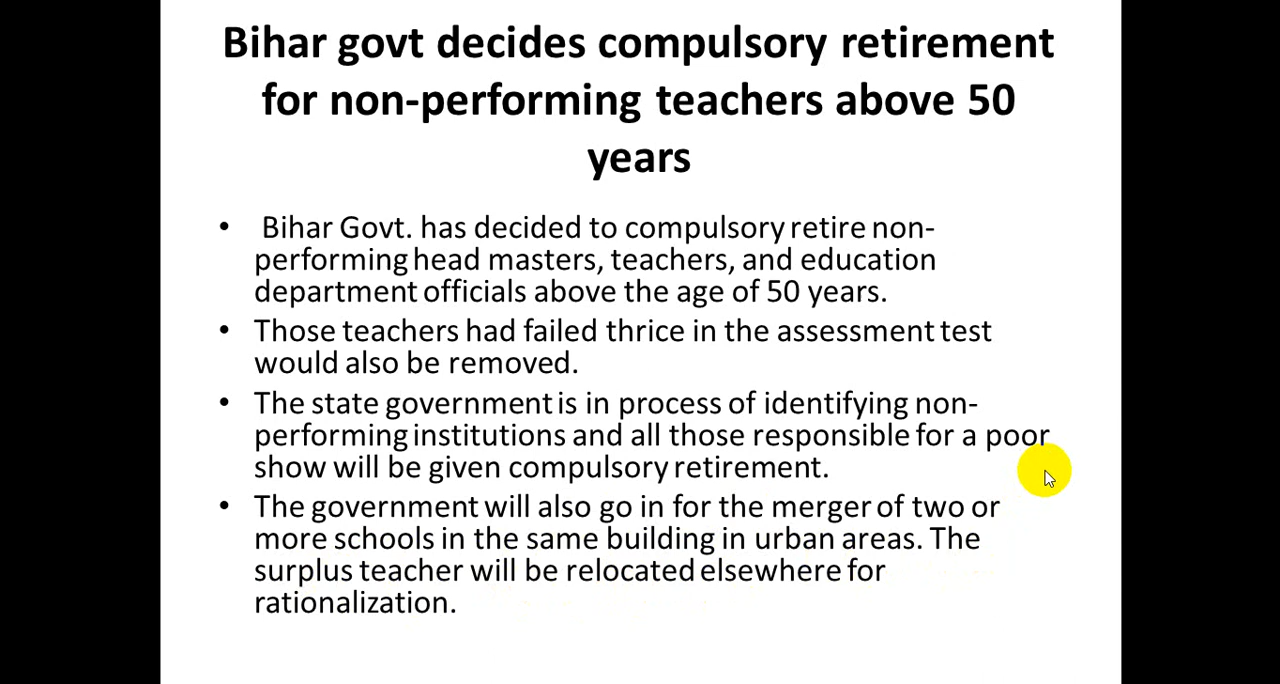 Bihar govt decides compulsory retirement
for non-performing teachers above 50
years
• Bihar Govt. has decided to compulsory retire non-
performing head masters, teachers, and education
department officials above the age of 50 years.
• Those teachers had failed thrice in the assessment test
would also be removed.
• The state government is in process of identifying non-
performing institutions and all those responsible for a poor
show will be given compulsory retirement.
• The government will also go in for the merger of two or
more schools in the same building in urban areas. The
surplus teacher will be relocated elsewhere for
rationalization.